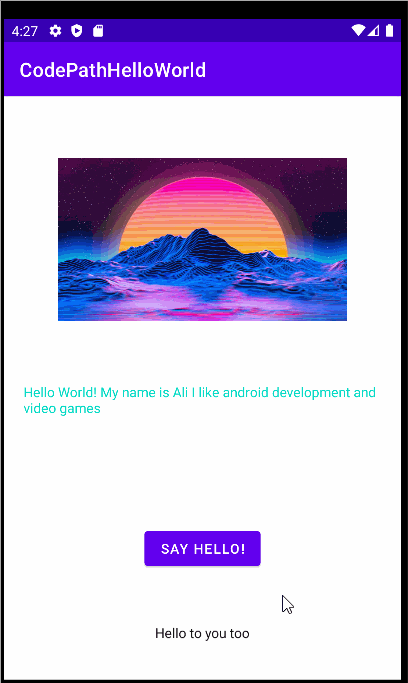 4:27
CodePathHelloWorld
Hello World! My name is Ali I like android development and
video games
SAY HELLO!
Hello to you too